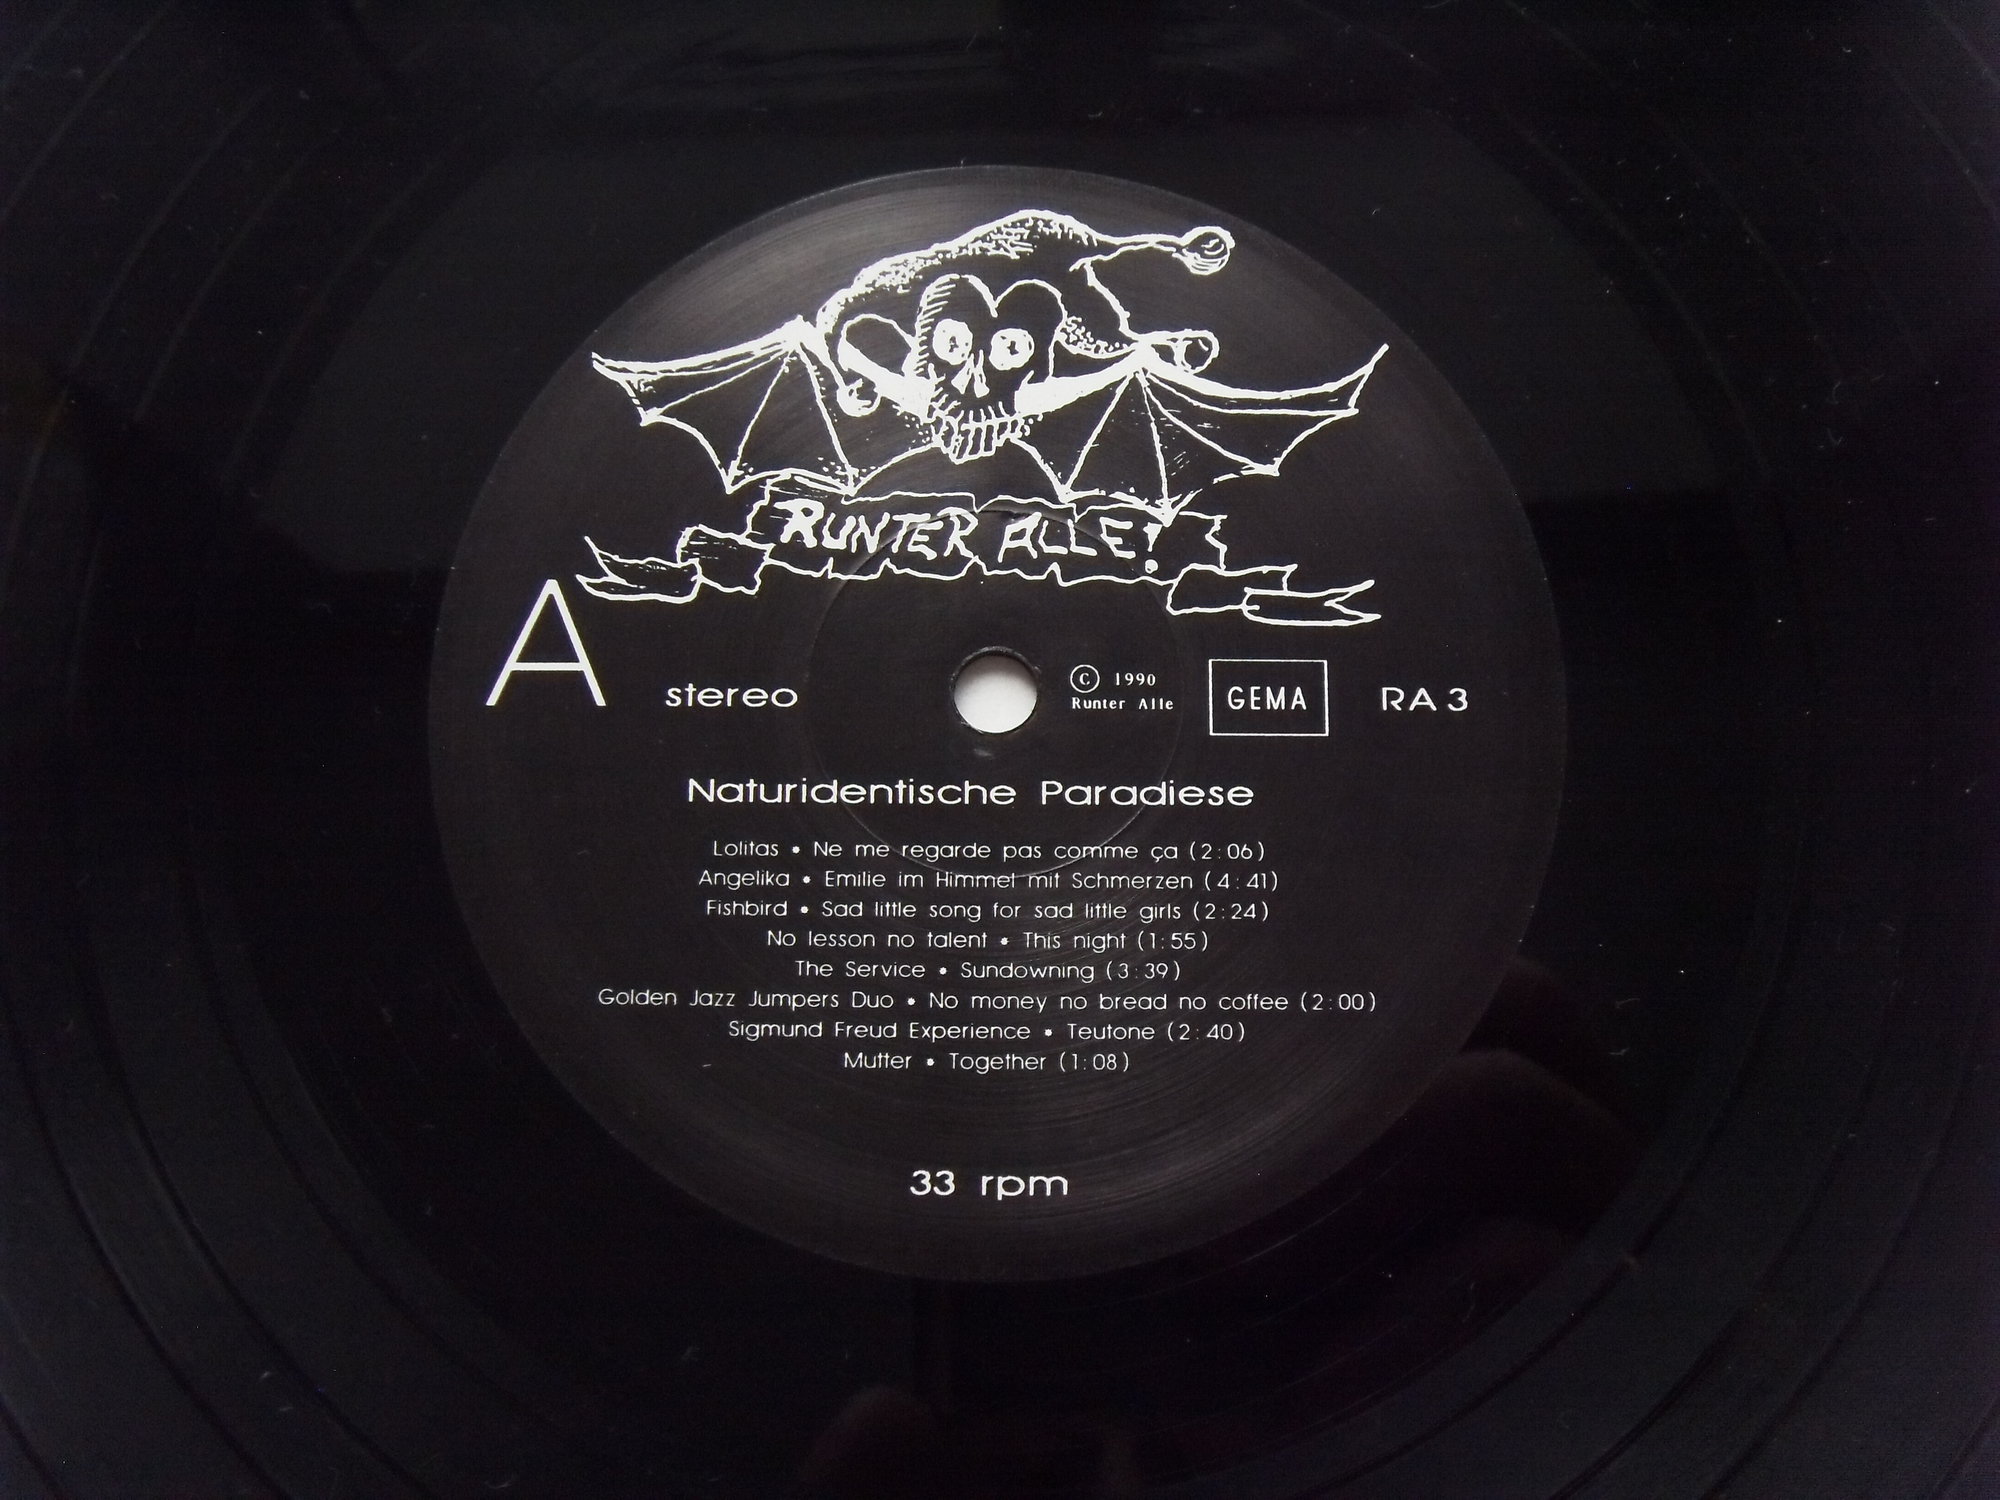 RUNTER ALLE!
A
stereo
© 1990
Runter Alle
GEMA
RA 3
Naturidentische Paradiese
Lolitas • Ne me regarde pas comme ça (2:06)
Angelika • Emilie im Himmel mit Schmerzen (4:41)
Fishbird • Sad little song for sad little girls (2:24)
No lesson no talent • This night (1:55)
The Service • Sundowning (3:39)
Golden Jazz Jumpers Duo • No money no bread no coffee (2:00)
Sigmund Freud Experience • Teutone (2:40)
Mutter • Together (1:08)
33 rpm